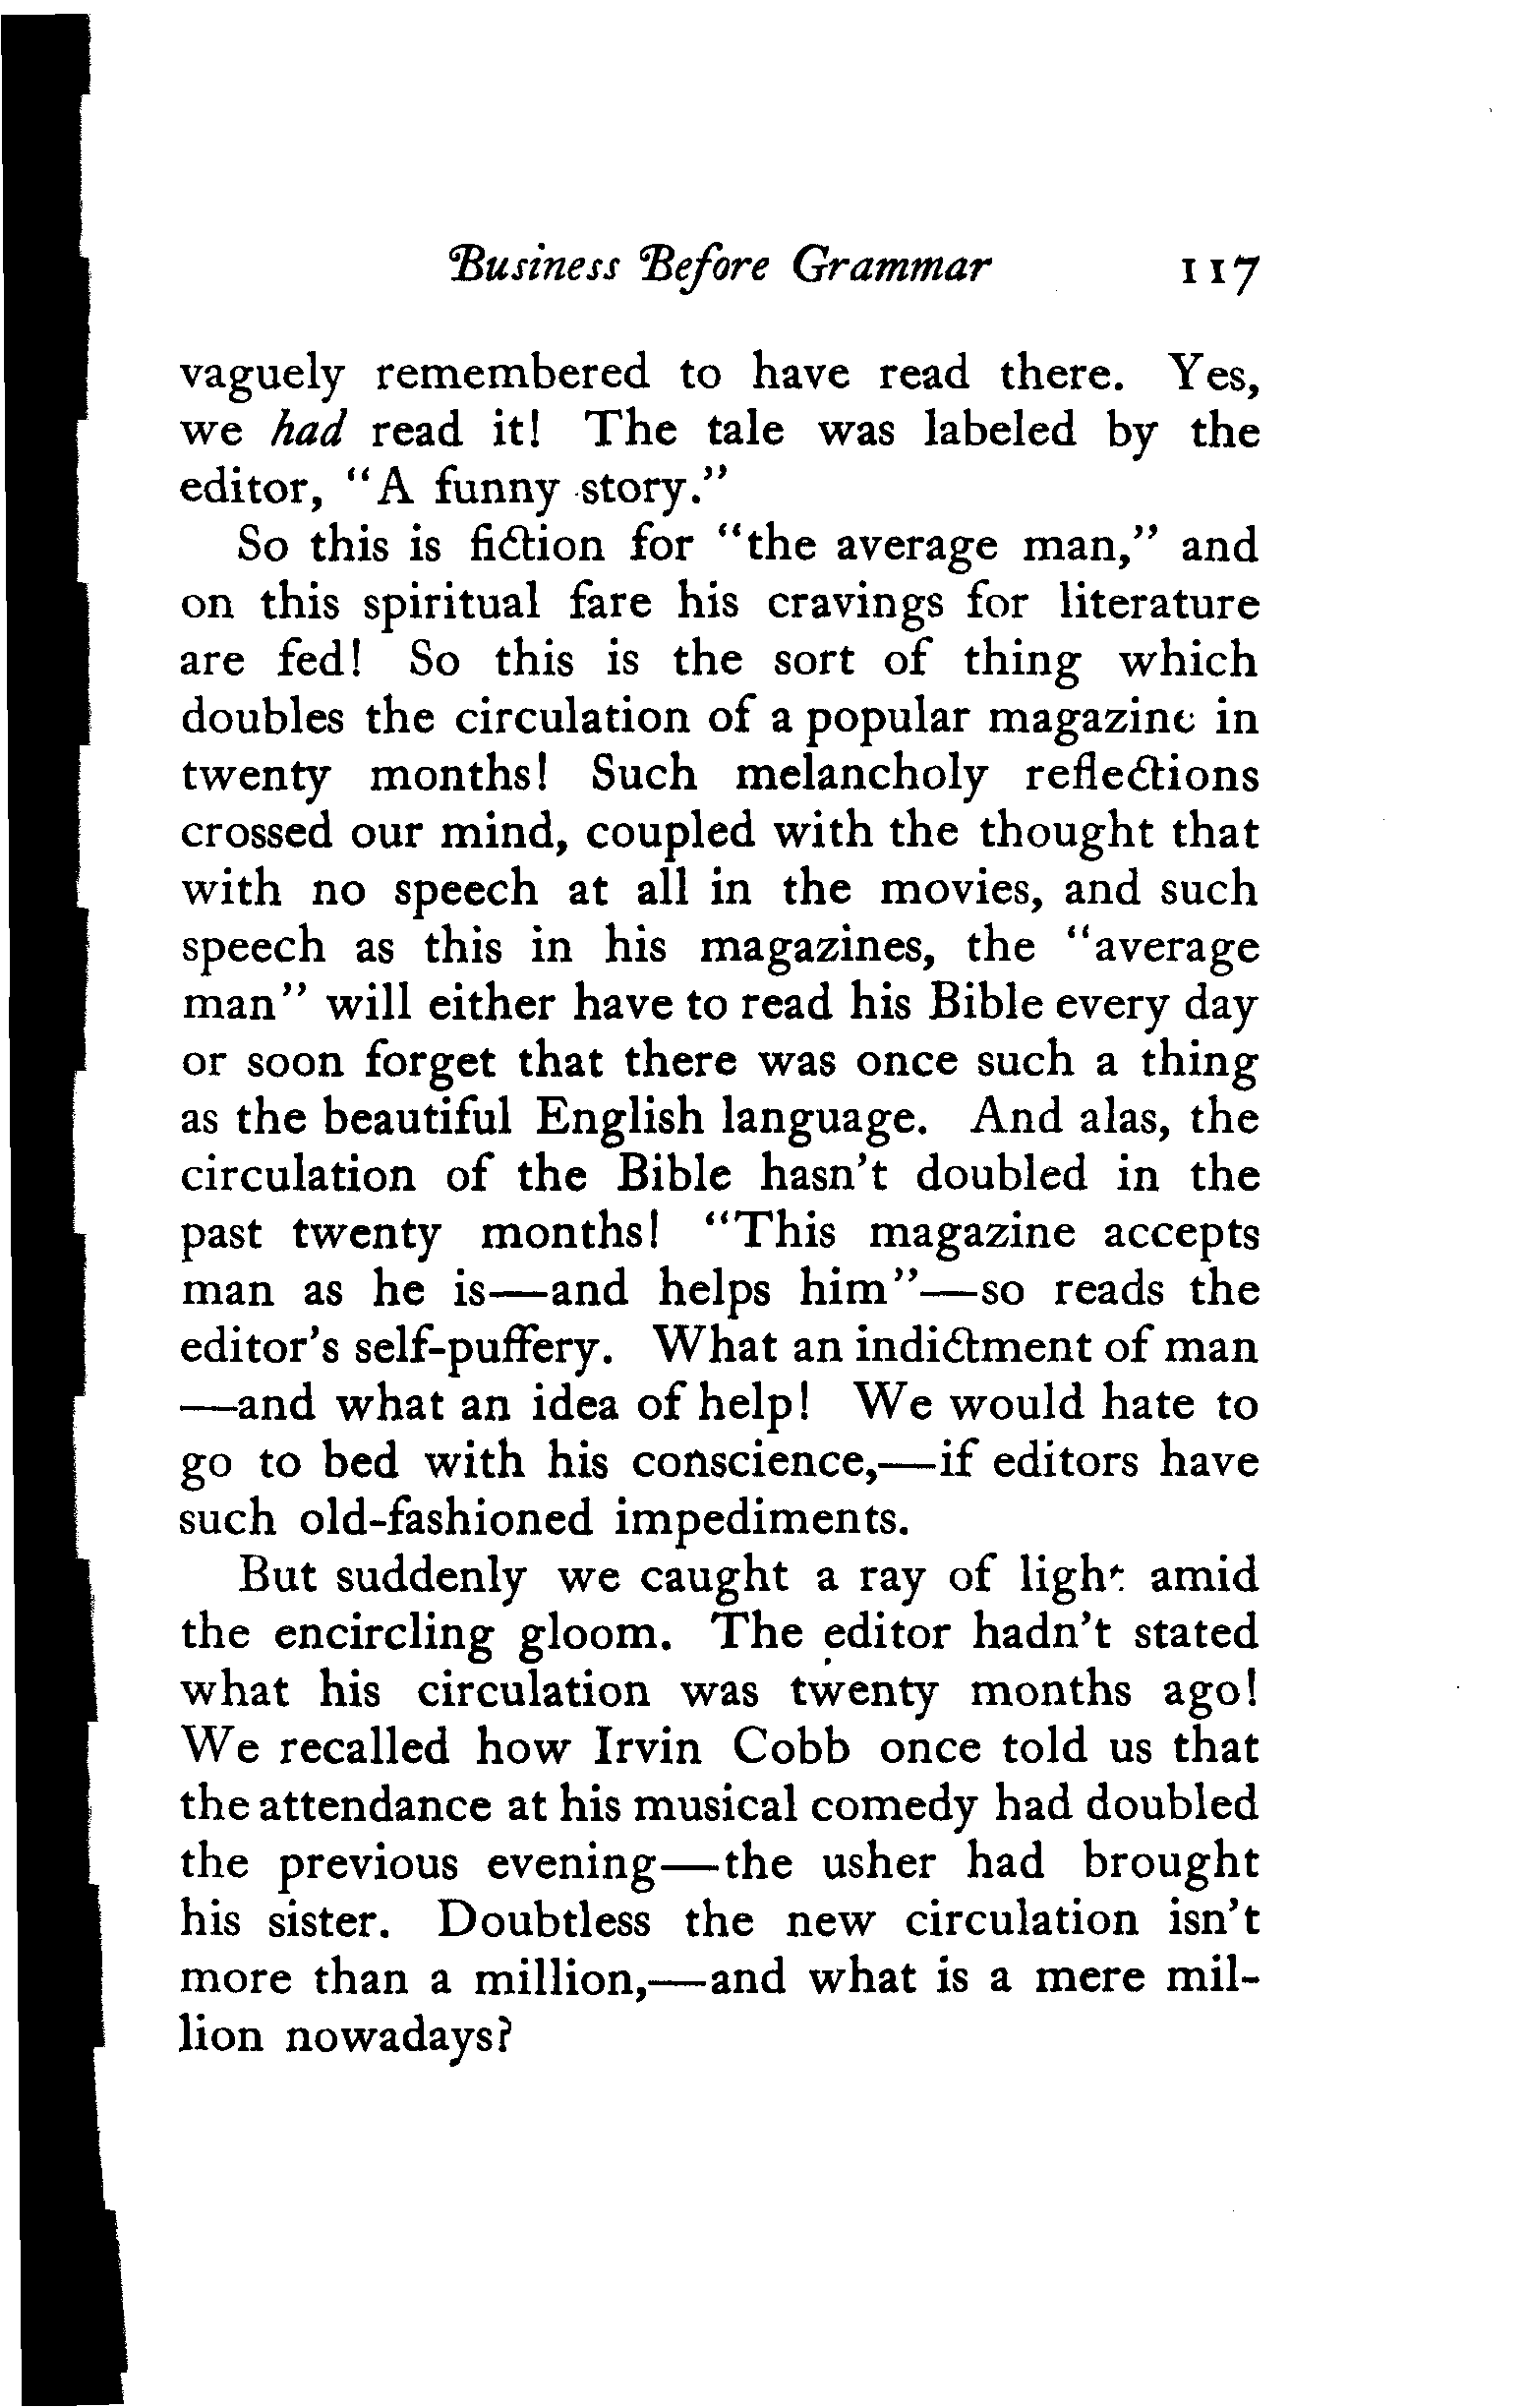 Business Before Grammar 117
vaguely remembered to have read there. Yes,
we had read it! The tale was labeled by the
editor, "A funny story."
So this is fiction for "the average man," and
on this spiritual fare his cravings for literature
are fed! So this is the sort of thing which
doubles the circulation of a popular magazine in
twenty months! Such melancholy reflections
crossed our mind, coupled with the thought that
with no speech at all in the movies, and such
speech as this in his magazines, the "average
man" will either have to read his Bible every day
or soon forget that there was once such a thing
as the beautiful English language. And alas, the
circulation of the Bible hasn't doubled in the
past twenty months! "This magazine accepts
man as he is—and helps him"—so reads the
editor's self-puffery. What an indictment of man
—and what an idea of help! We would hate to
go to bed with his conscience,—if editors have
such old-fashioned impediments.
But suddenly we caught a ray of light amid
the encircling gloom. The editor hadn't stated
what his circulation was twenty months ago!
We recalled how Irvin Cobb once told us that
the attendance at his musical comedy had doubled
the previous evening—the usher had brought
his sister. Doubtless the new circulation isn't
more than a million,—and what is a mere mil-
lion nowadays?